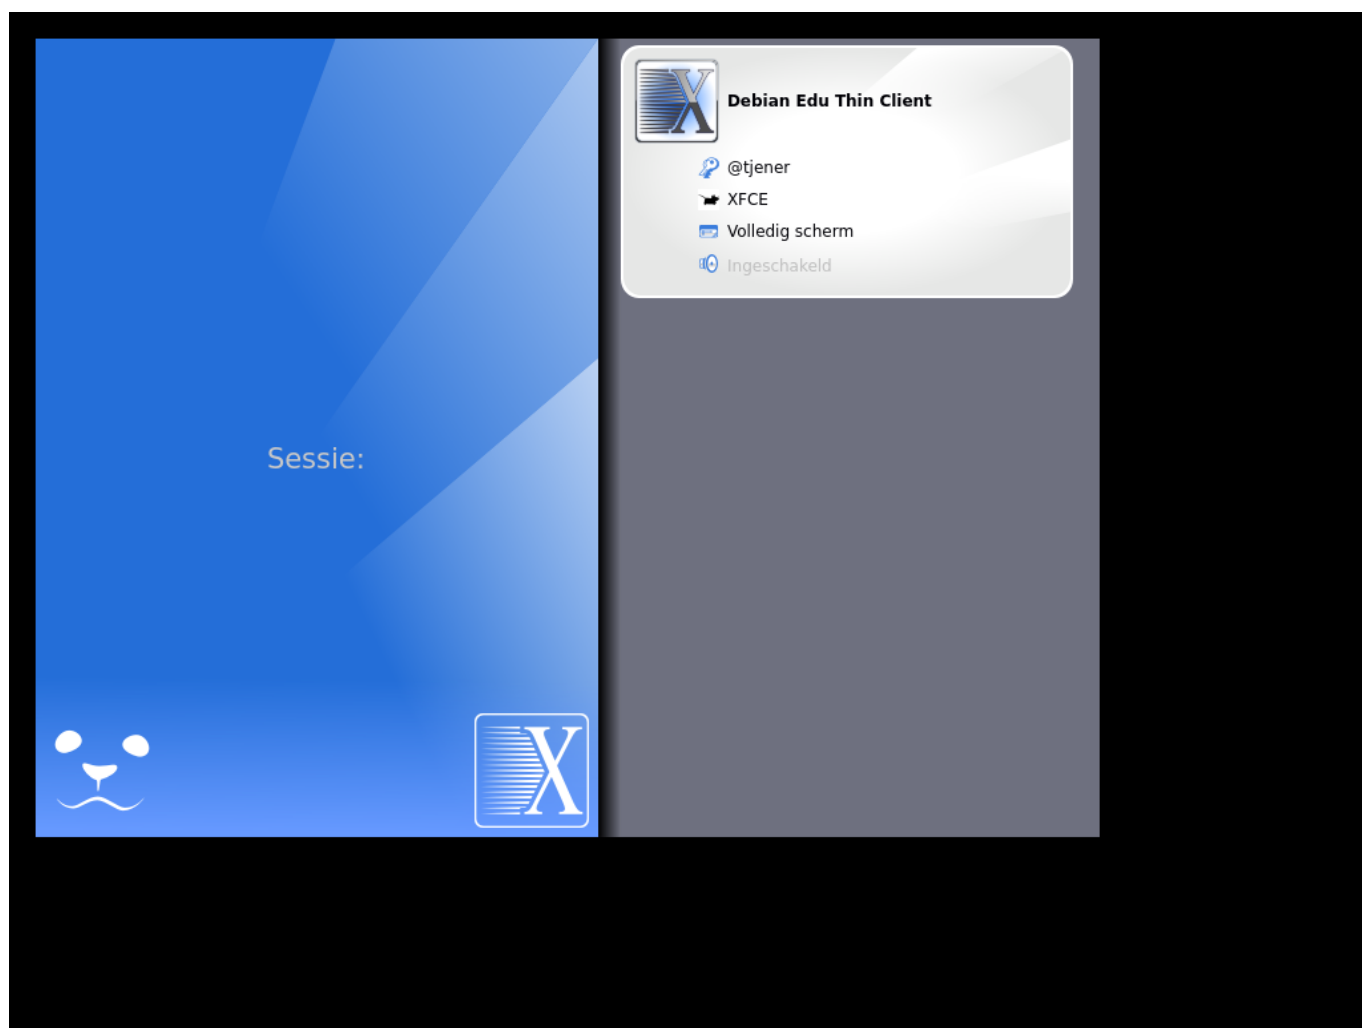 Debian Edu Thin Client
@tjener
XFCE
Volledig scherm
Ingeschakeld
Sessie:
X